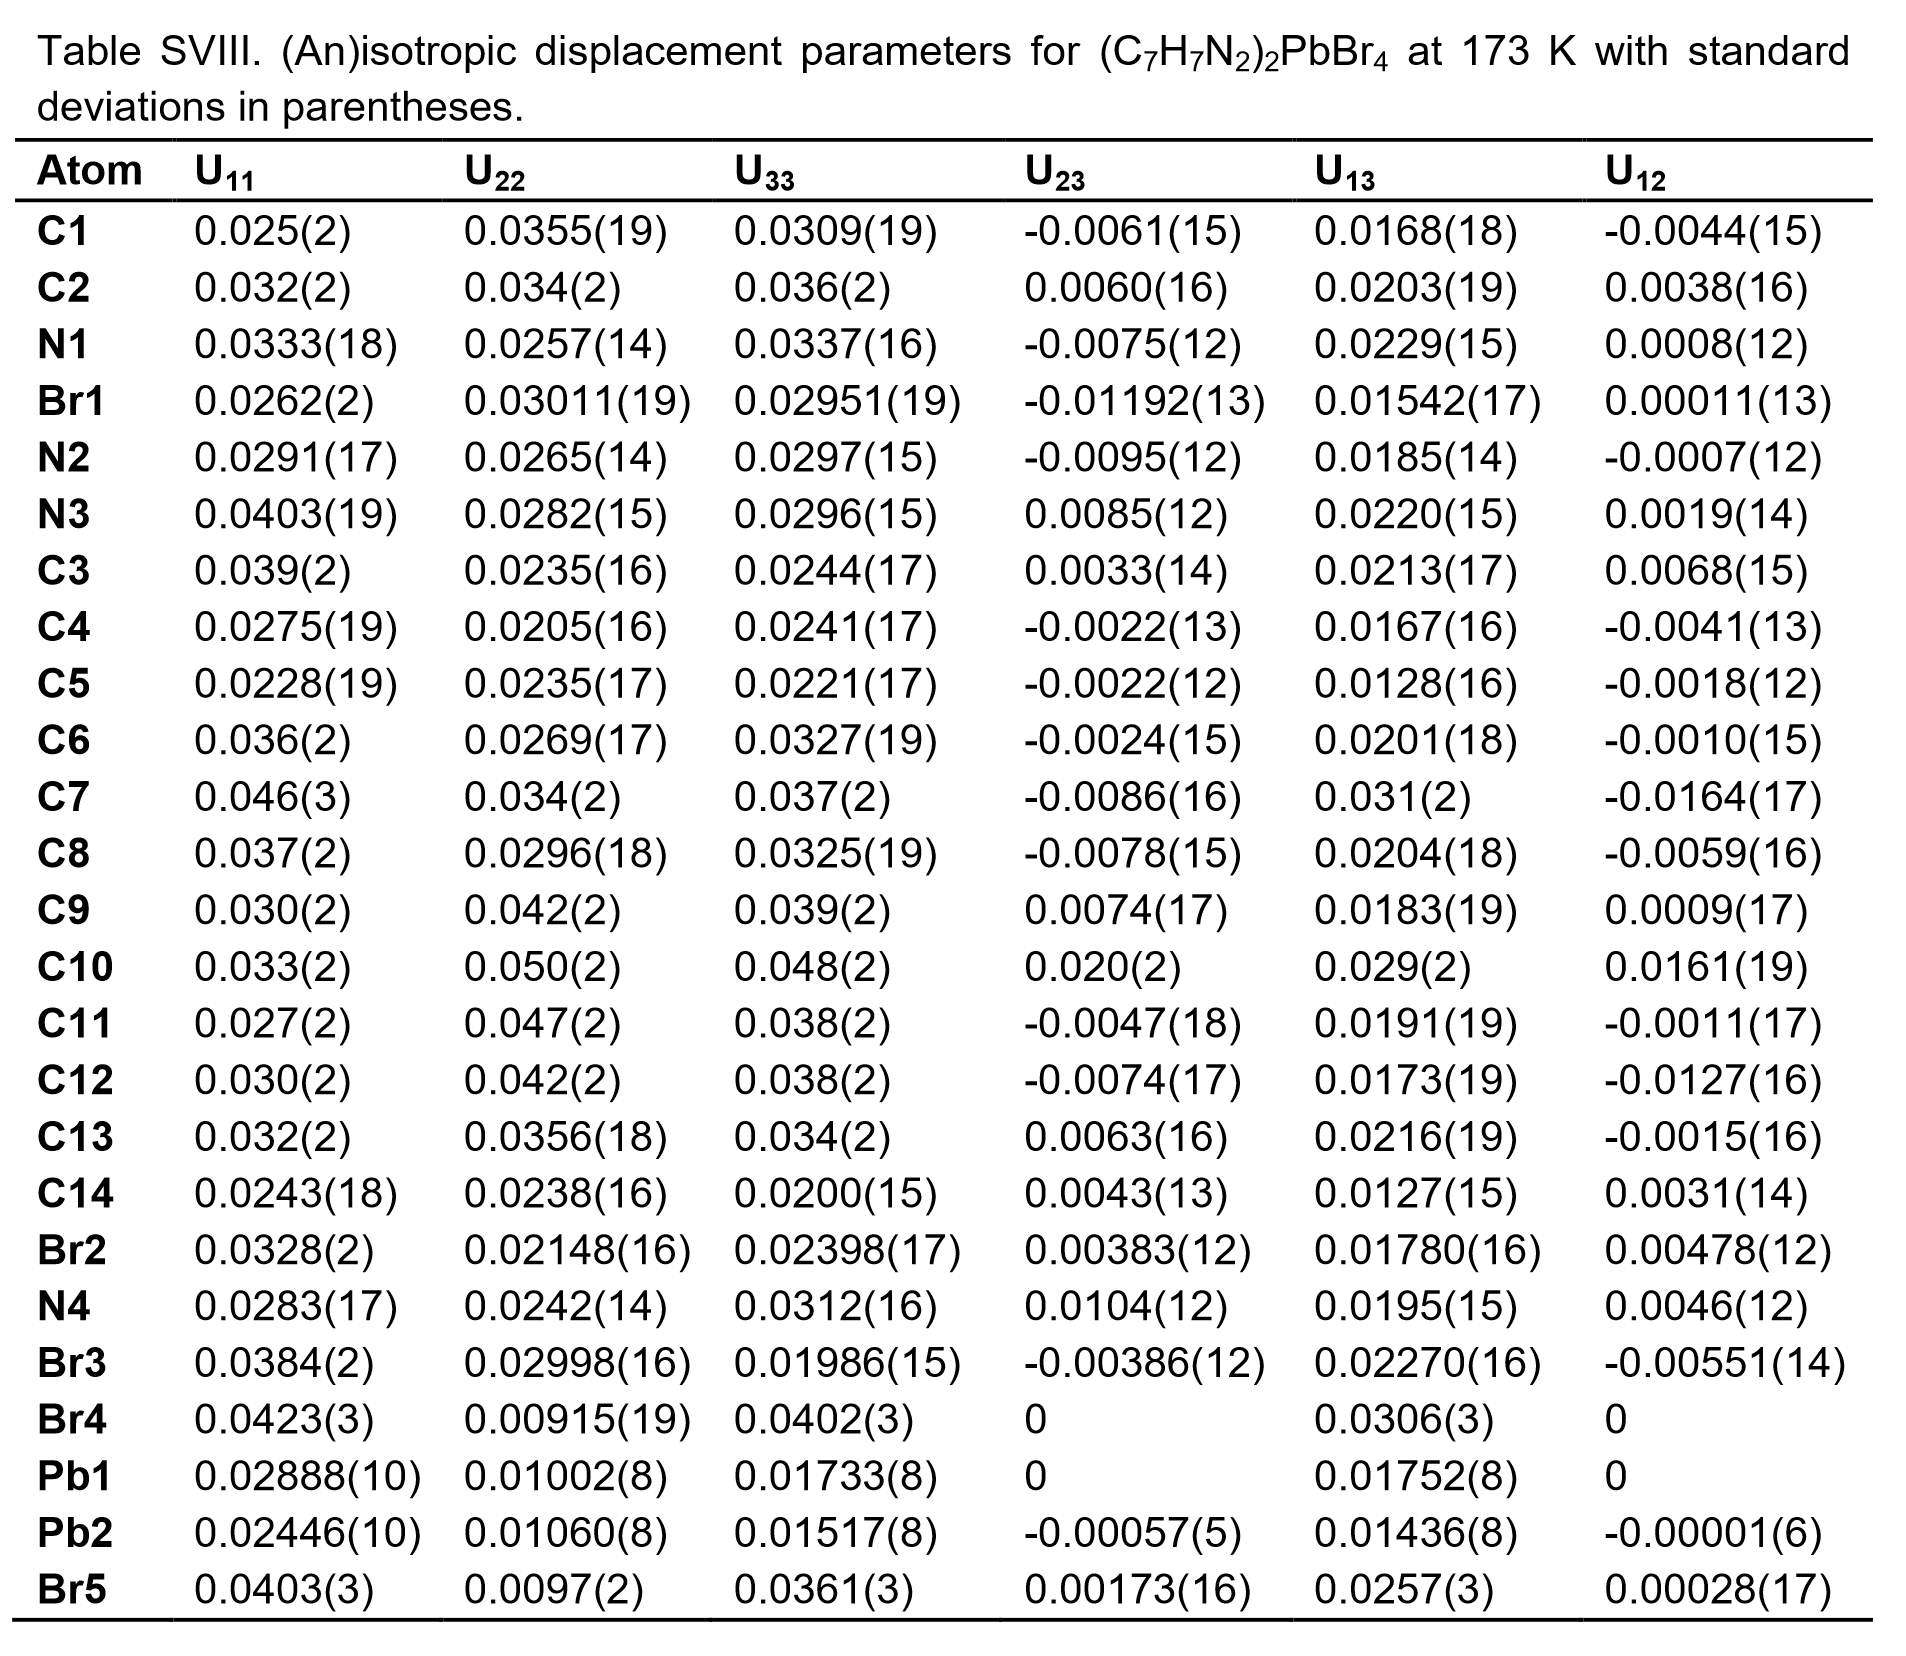 Table SVIII. (An)isotropic displacement parameters for (C₇H₇N₂)₂PbBr₄ at 173 K with standard
deviations in parentheses.
Atom U₁₁ U₂₂ U₃₃ U₂₃ U₁₃ U₁₂
C1 0.025(2) 0.0355(19) 0.0309(19) -0.0061(15) 0.0168(18) -0.0044(15)
C2 0.032(2) 0.034(2) 0.036(2) 0.0060(16) 0.0203(19) 0.0038(16)
N1 0.0333(18) 0.0257(14) 0.0337(16) -0.0075(12) 0.0229(15) 0.0008(12)
Br1 0.0262(2) 0.03011(19) 0.02951(19) -0.01192(13) 0.01542(17) 0.00011(13)
N2 0.0291(17) 0.0265(14) 0.0297(15) -0.0095(12) 0.0185(14) -0.0007(12)
N3 0.0403(19) 0.0282(15) 0.0296(15) 0.0085(12) 0.0220(15) 0.0019(14)
C3 0.039(2) 0.0235(16) 0.0244(17) 0.0033(14) 0.0213(17) 0.0068(15)
C4 0.0275(19) 0.0205(16) 0.0241(17) -0.0022(13) 0.0167(16) -0.0041(13)
C5 0.0228(19) 0.0235(17) 0.0221(17) -0.0022(12) 0.0128(16) -0.0018(12)
C6 0.036(2) 0.0269(17) 0.0327(19) -0.0024(15) 0.0201(18) -0.0010(15)
C7 0.046(3) 0.034(2) 0.037(2) -0.0086(16) 0.031(2) -0.0164(17)
C8 0.037(2) 0.0296(18) 0.0325(19) -0.0078(15) 0.0204(18) -0.0059(16)
C9 0.030(2) 0.042(2) 0.039(2) 0.0074(17) 0.0183(19) 0.0009(17)
C10 0.033(2) 0.050(2) 0.048(2) 0.020(2) 0.029(2) 0.0161(19)
C11 0.027(2) 0.047(2) 0.038(2) -0.0047(18) 0.0191(19) -0.0011(17)
C12 0.030(2) 0.042(2) 0.038(2) -0.0074(17) 0.0173(19) -0.0127(16)
C13 0.032(2) 0.0356(18) 0.034(2) 0.0063(16) 0.0216(19) -0.0015(16)
C14 0.0243(18) 0.0238(16) 0.0200(15) 0.0043(13) 0.0127(15) 0.0031(14)
Br2 0.0328(2) 0.02148(16) 0.02398(17) 0.00383(12) 0.01780(16) 0.00478(12)
N4 0.0283(17) 0.0242(14) 0.0312(16) 0.0104(12) 0.0195(15) 0.0046(12)
Br3 0.0384(2) 0.02998(16) 0.01986(15) -0.00386(12) 0.02270(16) -0.00551(14)
Br4 0.0423(3) 0.00915(19) 0.0402(3) 0 0.0306(3) 0
Pb1 0.02888(10) 0.01002(8) 0.01733(8) 0 0.01752(8) 0
Pb2 0.02446(10) 0.01060(8) 0.01517(8) -0.00057(5) 0.01436(8) -0.00001(6)
Br5 0.0403(3) 0.0097(2) 0.0361(3) 0.00173(16) 0.0257(3) 0.00028(17)